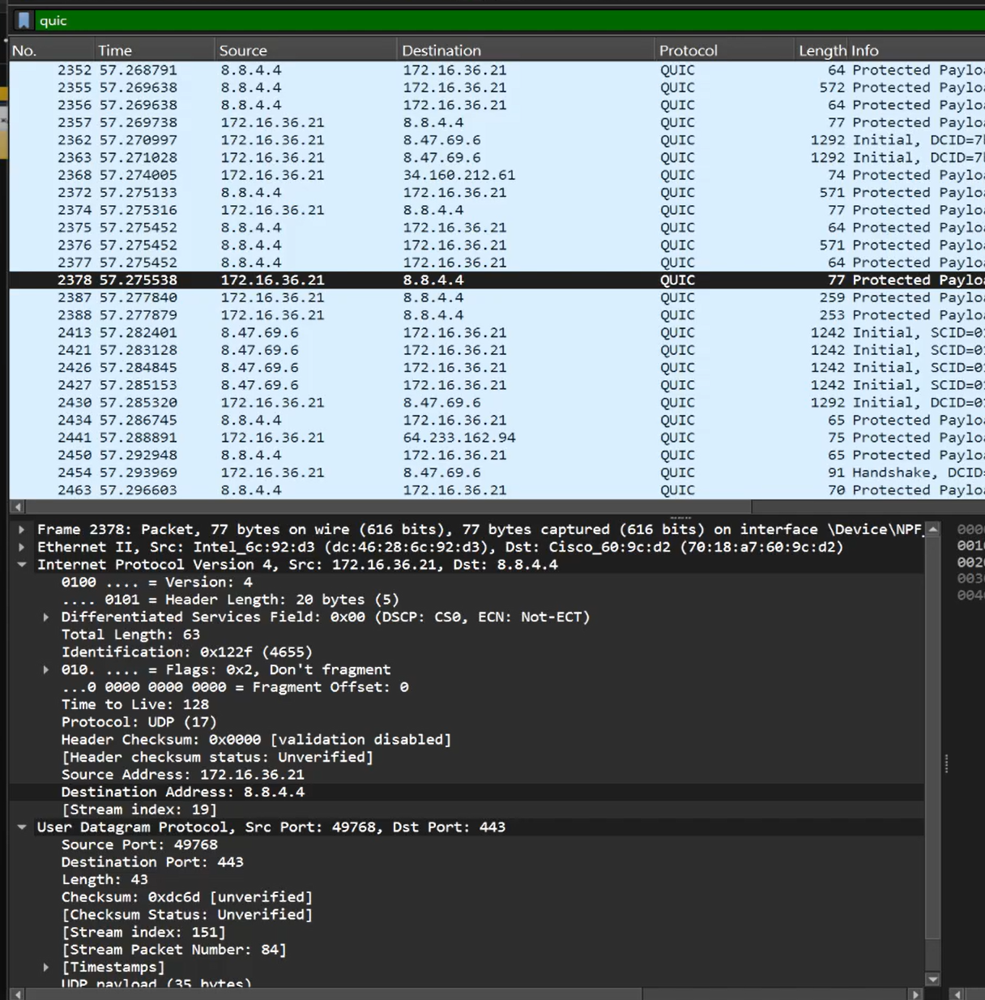 quic
No. Time Source Destination Protocol Length Info
2352 57.268791 8.8.4.4 172.16.36.21 QUIC 64 Protected Paylo
2355 57.269638 8.8.4.4 172.16.36.21 QUIC 572 Protected Paylo
2356 57.269638 8.8.4.4 172.16.36.21 QUIC 64 Protected Paylo
2357 57.269738 172.16.36.21 8.8.4.4 QUIC 77 Protected Paylo
2362 57.270997 172.16.36.21 8.47.69.6 QUIC 1292 Initial, DCID=7
2363 57.271028 172.16.36.21 8.47.69.6 QUIC 1292 Initial, DCID=7
2368 57.274005 172.16.36.21 34.160.212.61 QUIC 74 Protected Paylo
2372 57.275133 8.8.4.4 172.16.36.21 QUIC 571 Protected Paylo
2374 57.275316 172.16.36.21 8.8.4.4 QUIC 77 Protected Paylo
2375 57.275452 8.8.4.4 172.16.36.21 QUIC 64 Protected Paylo
2376 57.275452 8.8.4.4 172.16.36.21 QUIC 571 Protected Paylo
2377 57.275452 8.8.4.4 172.16.36.21 QUIC 64 Protected Paylo
2378 57.275538 172.16.36.21 8.8.4.4 QUIC 77 Protected Paylo
2387 57.277840 172.16.36.21 8.8.4.4 QUIC 259 Protected Paylo
2388 57.277879 172.16.36.21 8.8.4.4 QUIC 253 Protected Paylo
2413 57.282401 8.47.69.6 172.16.36.21 QUIC 1242 Initial, SCID=0
2421 57.283128 8.47.69.6 172.16.36.21 QUIC 1242 Initial, SCID=0
2426 57.284845 8.47.69.6 172.16.36.21 QUIC 1242 Initial, SCID=0
2427 57.285153 8.47.69.6 172.16.36.21 QUIC 1242 Initial, SCID=0
2430 57.285320 172.16.36.21 8.47.69.6 QUIC 1292 Initial, DCID=0
2434 57.286745 8.8.4.4 172.16.36.21 QUIC 65 Protected Paylo
2441 57.288891 172.16.36.21 64.233.162.94 QUIC 75 Protected Paylo
2450 57.292948 8.8.4.4 172.16.36.21 QUIC 65 Protected Paylo
2454 57.293969 172.16.36.21 8.47.69.6 QUIC 91 Handshake, DCID=
2463 57.296603 8.8.4.4 172.16.36.21 QUIC 70 Protected Paylo
Frame 2378: Packet, 77 bytes on wire (616 bits), 77 bytes captured (616 bits) on interface \Device\NPF_
Ethernet II, Src: Intel_6c:92:d3 (dc:46:28:6c:92:d3), Dst: Cisco_60:9c:d2 (70:18:a7:60:9c:d2)
Internet Protocol Version 4, Src: 172.16.36.21, Dst: 8.8.4.4
0100 .... = Version: 4
.... 0101 = Header Length: 20 bytes (5)
Differentiated Services Field: 0x00 (DSCP: CS0, ECN: Not-ECT)
Total Length: 63
Identification: 0x122f (4655)
010. .... = Flags: 0x2, Don't fragment
...0 0000 0000 0000 = Fragment Offset: 0
Time to Live: 128
Protocol: UDP (17)
Header Checksum: 0x0000 [validation disabled]
[Header checksum status: Unverified]
Source Address: 172.16.36.21
Destination Address: 8.8.4.4
[Stream index: 19]
User Datagram Protocol, Src Port: 49768, Dst Port: 443
Source Port: 49768
Destination Port: 443
Length: 43
Checksum: 0xdc6d [unverified]
[Checksum Status: Unverified]
[Stream index: 151]
[Stream Packet Number: 84]
[Timestamps]
UDP payload (35 bytes)
000
001
002
003
004